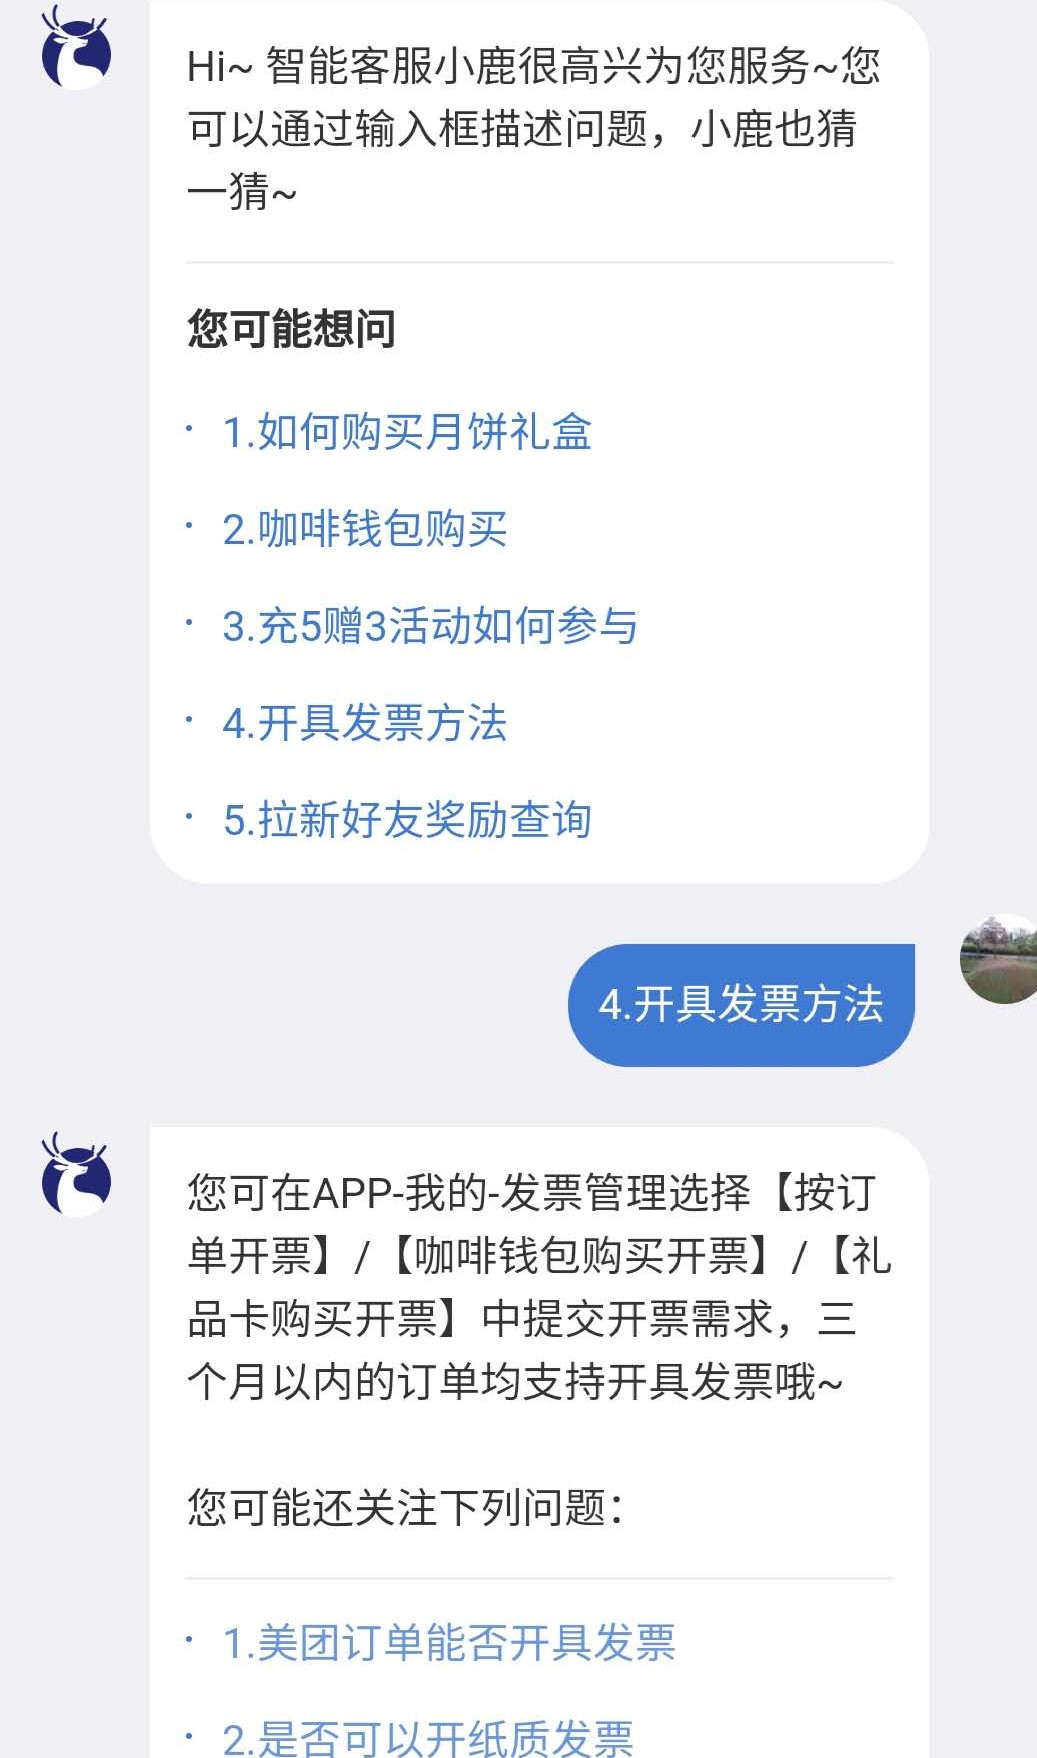 Hi~ 智能客服小鹿很高兴为您服务~您
可以通过输入框描述问题，小鹿也猜
一猜~
您可能想问
· 1.如何购买月饼礼盒
· 2.咖啡钱包购买
· 3.充5赠3活动如何参与
· 4.开具发票方法
· 5.拉新好友奖励查询
4.开具发票方法
您可在APP-我的-发票管理选择【按订
单开票】/【咖啡钱包购买开票】/【礼
品卡购买开票】中提交开票需求，三
个月以内的订单均支持开具发票哦~
您可能还关注下列问题：
· 1.美团订单能否开具发票
· 2.是否可以开纸质发票